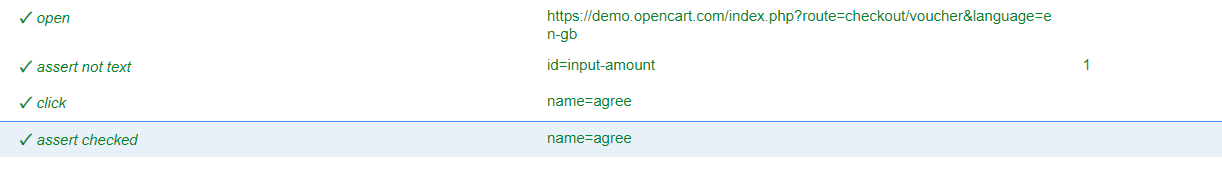 ✓ open https://demo.opencart.com/index.php?route=checkout/voucher&language=e
n-gb
✓ assert not text id=input-amount 1
✓ click name=agree
✓ assert checked name=agree